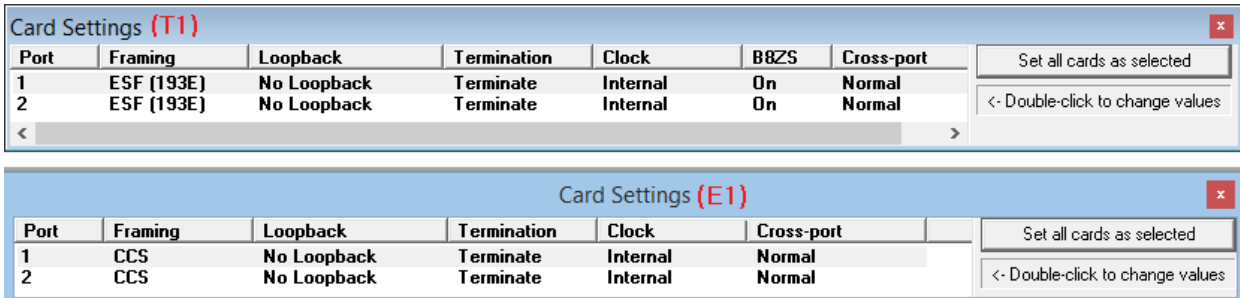 Card Settings (T1) x
Port Framing Loopback Termination Clock B8ZS Cross-port Set all cards as selected
1 ESF (193E) No Loopback Terminate Internal On Normal
2 ESF (193E) No Loopback Terminate Internal On Normal <- Double-click to change values
Card Settings (E1) x
Port Framing Loopback Termination Clock Cross-port Set all cards as selected
1 CCS No Loopback Terminate Internal Normal
2 CCS No Loopback Terminate Internal Normal <- Double-click to change values